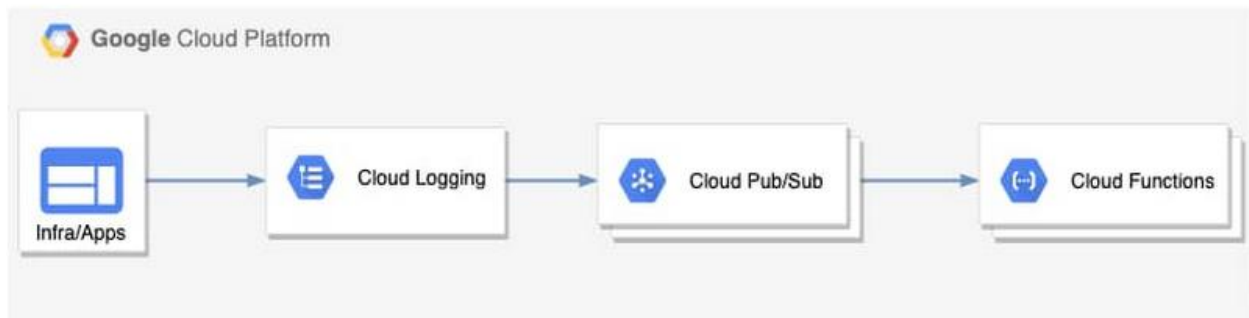 Google Cloud Platform
Infra/Apps
Cloud Logging
Cloud Pub/Sub
Cloud Functions